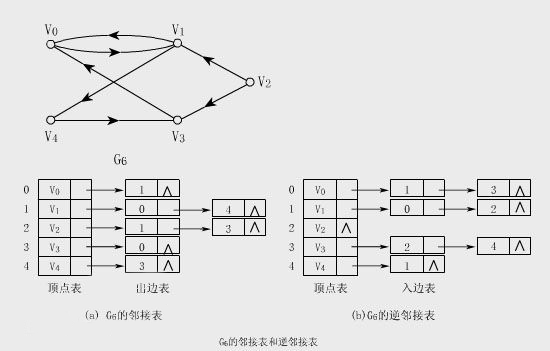 V0 V1
V2
V4 V3
G6
0 V0 1 ∧
1 V1 0 4 ∧
2 V2 1 3 ∧
3 V3 0 ∧
4 V4 3 ∧
顶点表 出边表
(a) G6的邻接表
0 V0 1 3 ∧
1 V1 0 2 ∧
2 V2 ∧
3 V3 2 4 ∧
4 V4 1 ∧
顶点表 入边表
(b)G6的逆邻接表
G6的邻接表和逆邻接表